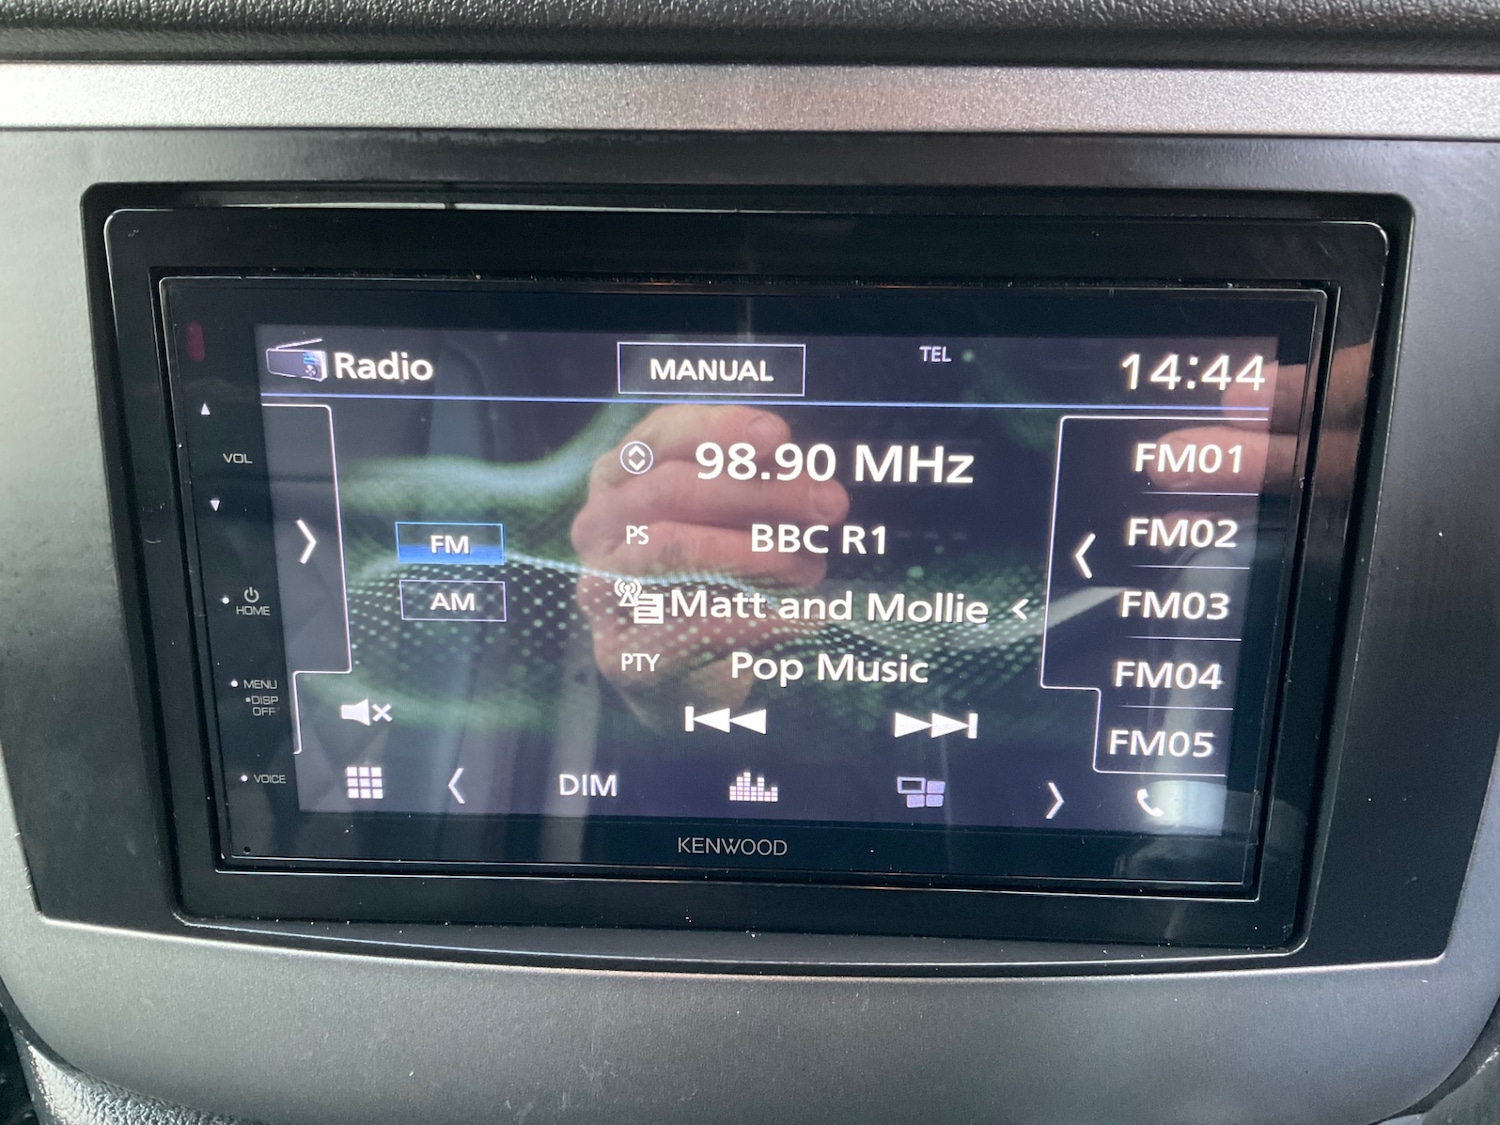 Radio
MANUAL
TEL
14:44
VOL
98.90 MHz
FM01
PS
BBC R1
FM02
FM
AM
Matt and Mollie
FM03
HOME
PTY
Pop Music
FM04
MENU
DISP
OFF
FM05
VOICE
DIM
KENWOOD